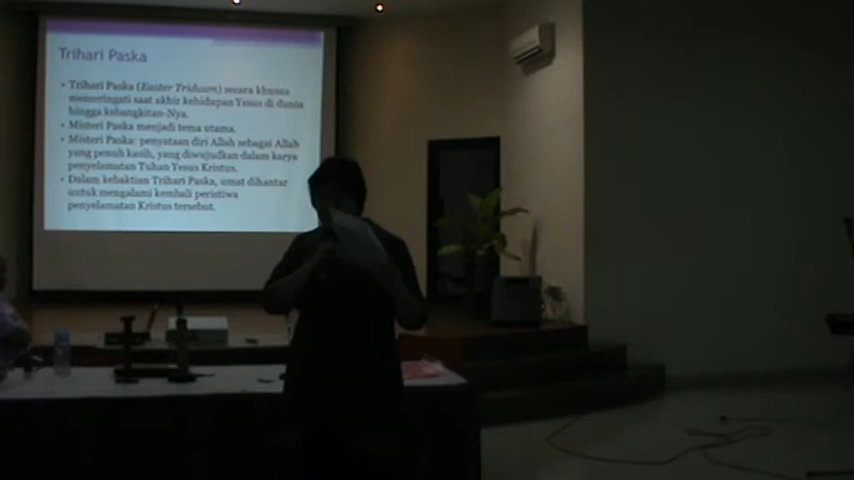 Trihari Paska
• Trihari Paska (Easter Triduum) secara khusus
memeringati saat akhir kehidupan Yesus di dunia
hingga kebangkitan-Nya.
• Misteri Paska menjadi tema utama.
• Misteri Paska: penyataan diri Allah sebagai Allah
yang penuh kasih, yang diwujudkan dalam karya
penyelamatan Tuhan Yesus Kristus.
• Dalam kebaktian Trihari Paska, umat dihantar
untuk mengalami kembali peristiwa
penyelamatan Kristus tersebut.